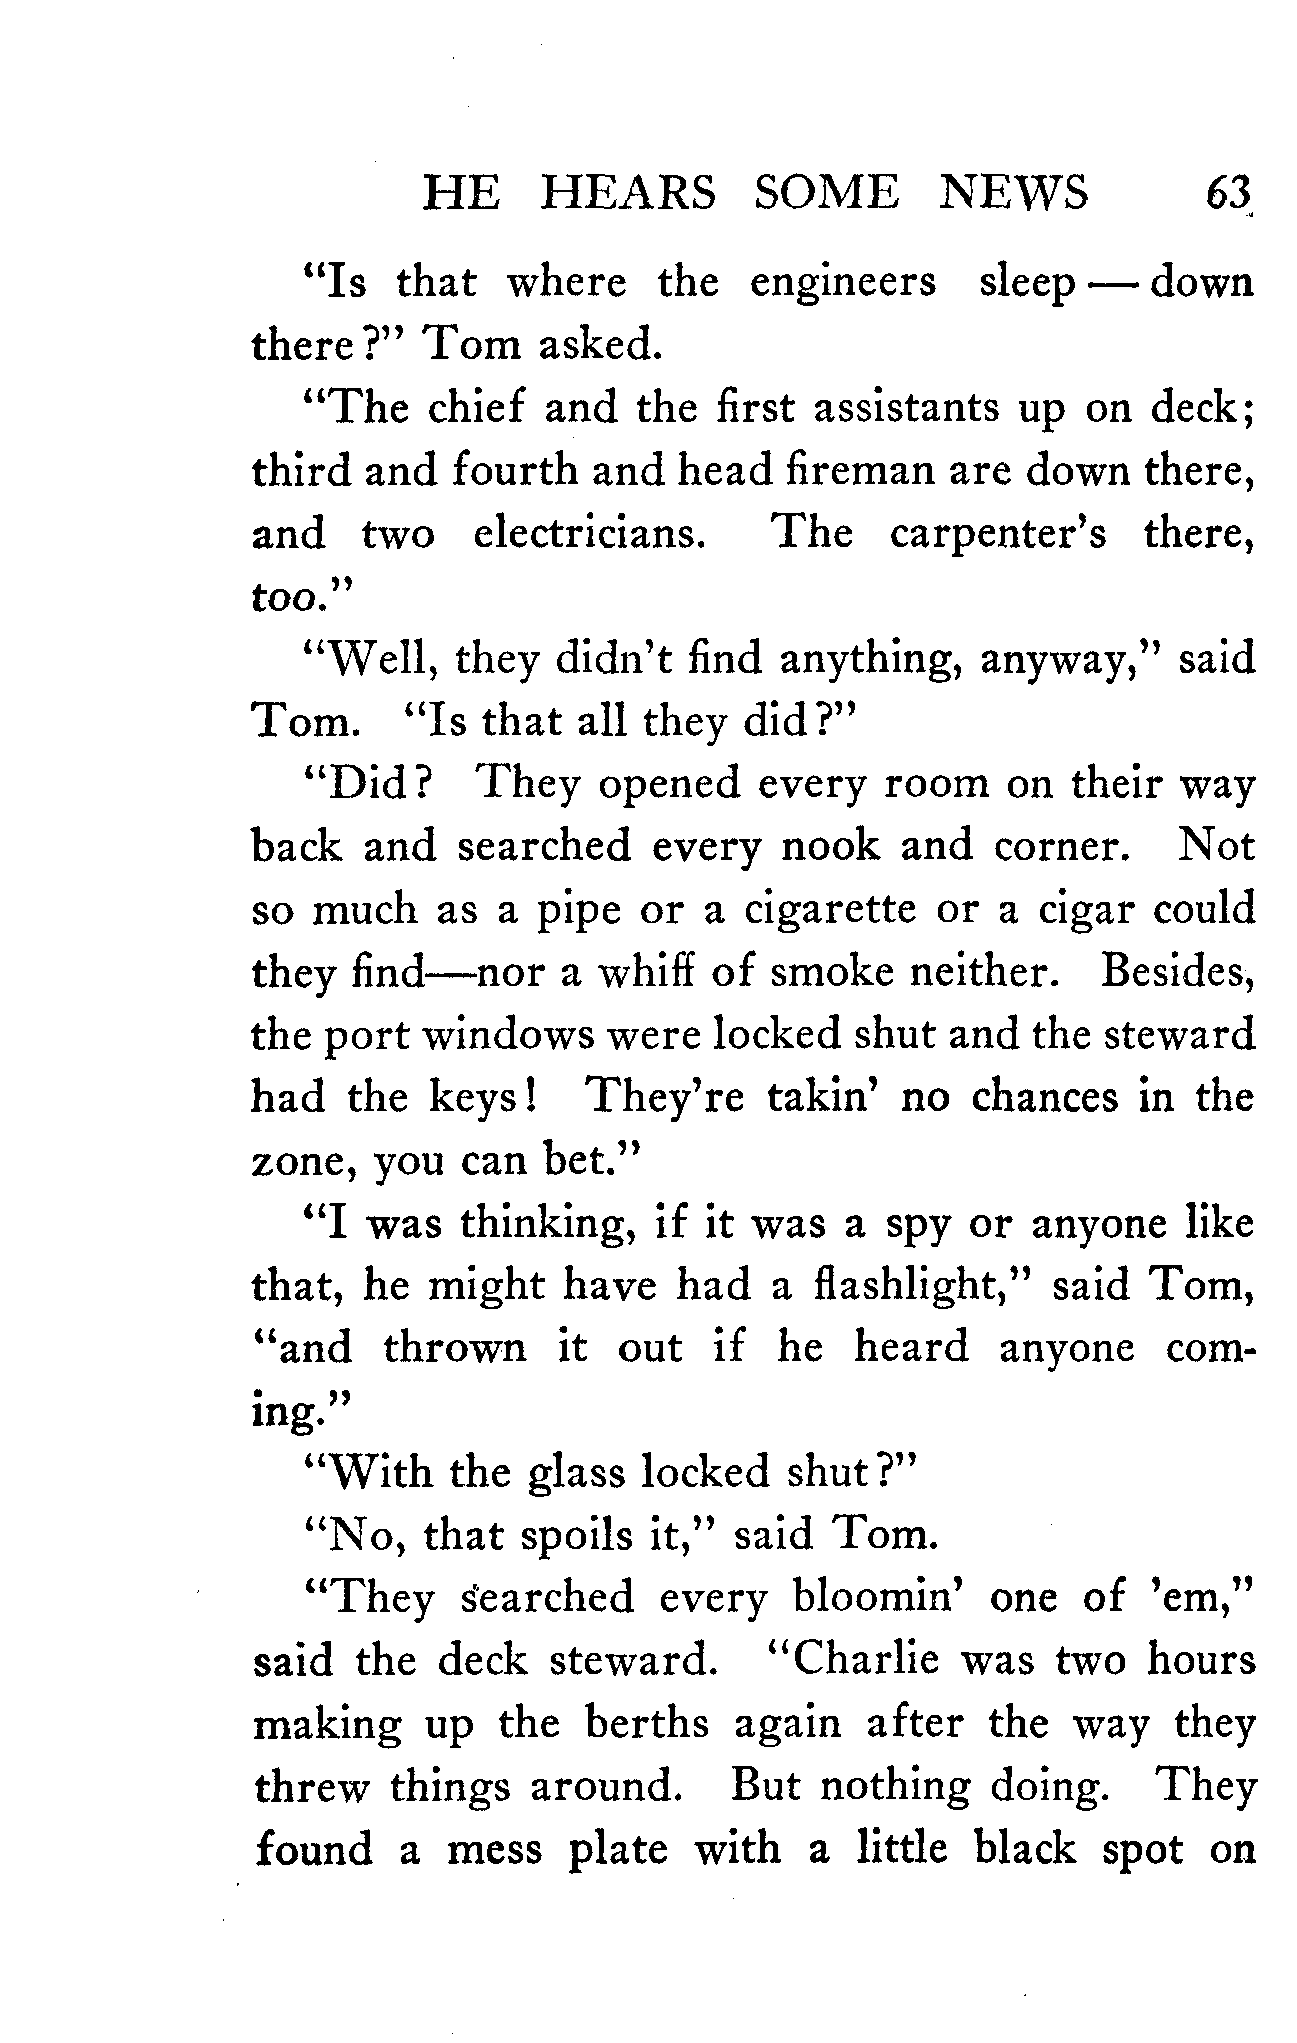 HE HEARS SOME NEWS 63
"Is that where the engineers sleep — down
there?" Tom asked.
"The chief and the first assistants up on deck;
third and fourth and head fireman are down there,
and two electricians. The carpenter's there,
too."
"Well, they didn't find anything, anyway," said
Tom. "Is that all they did?"
"Did? They opened every room on their way
back and searched every nook and corner. Not
so much as a pipe or a cigarette or a cigar could
they find—nor a whiff of smoke neither. Besides,
the port windows were locked shut and the steward
had the keys! They're takin' no chances in the
zone, you can bet."
"I was thinking, if it was a spy or anyone like
that, he might have had a flashlight," said Tom,
"and thrown it out if he heard anyone com-
ing."
"With the glass locked shut?"
"No, that spoils it," said Tom.
"They searched every bloomin' one of 'em,"
said the deck steward. "Charlie was two hours
making up the berths again after the way they
threw things around. But nothing doing. They
found a mess plate with a little black spot on